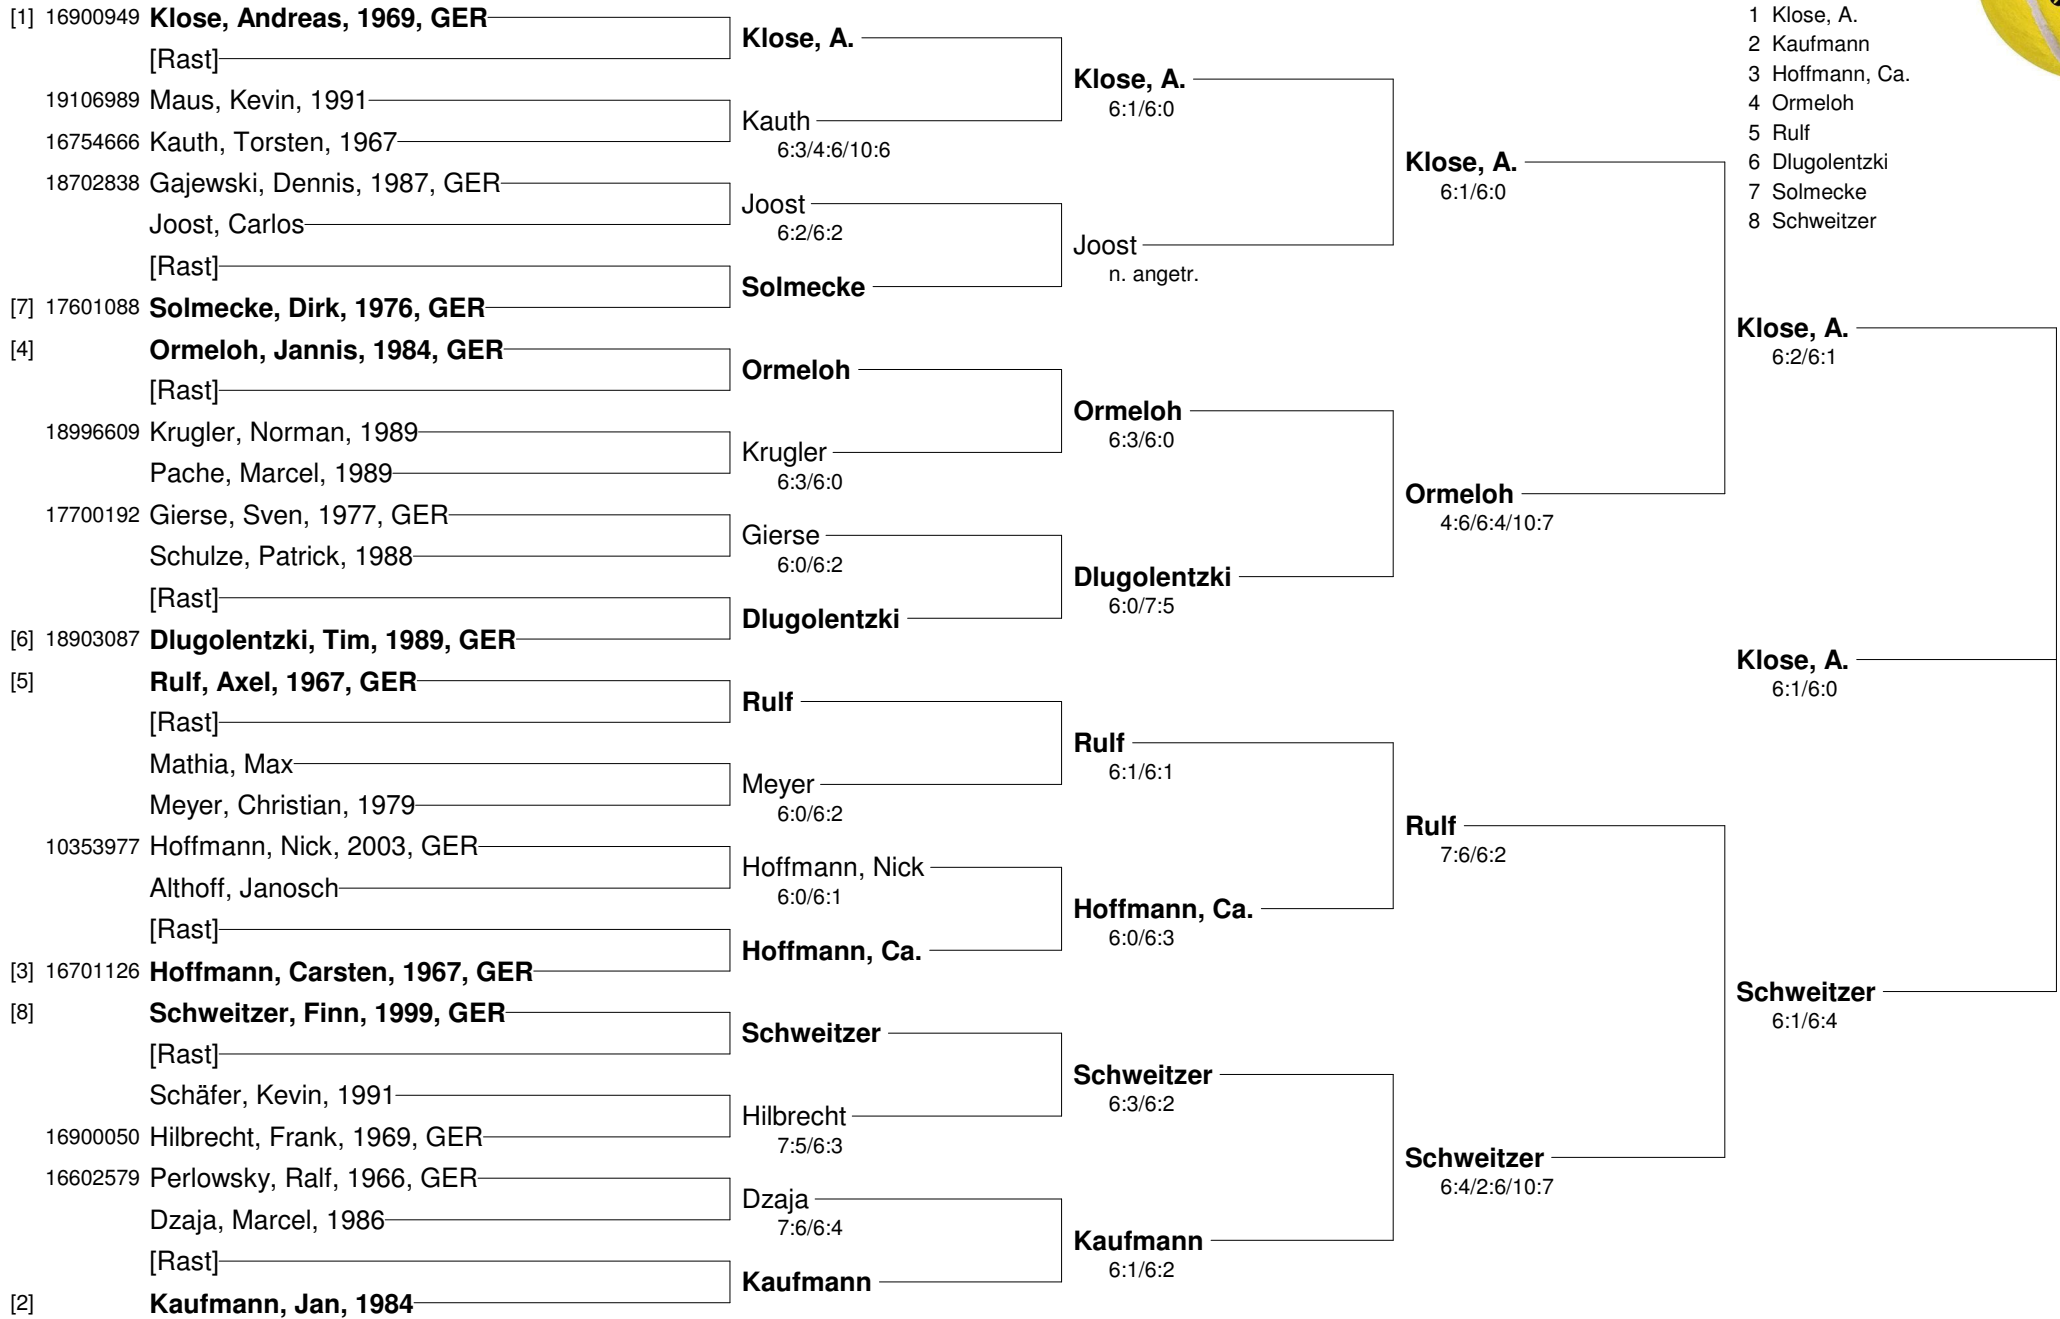 [1] 16900949 Klose, Andreas, 1969, GER
[Rast]
19106989 Maus, Kevin, 1991
16754666 Kauth, Torsten, 1967
18702838 Gajewski, Dennis, 1987, GER
Joost, Carlos
[Rast]
[7] 17601088 Solmecke, Dirk, 1976, GER
[4] Ormeloh, Jannis, 1984, GER
[Rast]
18996609 Krugler, Norman, 1989
Pache, Marcel, 1989
17700192 Gierse, Sven, 1977, GER
Schulze, Patrick, 1988
[Rast]
[6] 18903087 Dlugolentzki, Tim, 1989, GER
[5] Rulf, Axel, 1967, GER
[Rast]
Mathia, Max
Meyer, Christian, 1979
10353977 Hoffmann, Nick, 2003, GER
Althoff, Janosch
[Rast]
[3] 16701126 Hoffmann, Carsten, 1967, GER
[8] Schweitzer, Finn, 1999, GER
[Rast]
Schäfer, Kevin, 1991
16900050 Hilbrecht, Frank, 1969, GER
16602579 Perlowsky, Ralf, 1966, GER
Dzaja, Marcel, 1986
[Rast]
[2] Kaufmann, Jan, 1984
Klose, A.
Kauth
6:3/4:6/10:6
Joost
6:2/6:2
Solmecke
Ormeloh
Krugler
6:3/6:0
Gierse
6:0/6:2
Dlugolentzki
Rulf
Meyer
6:0/6:2
Hoffmann, Nick
6:0/6:1
Hoffmann, Ca.
Schweitzer
Hilbrecht
7:5/6:3
Dzaja
7:6/6:4
Kaufmann
Klose, A.
6:1/6:0
Joost
n. angetr.
Ormeloh
6:3/6:0
Dlugolentzki
6:0/7:5
Rulf
6:1/6:1
Hoffmann, Ca.
6:0/6:3
Schweitzer
6:3/6:2
Kaufmann
6:1/6:2
Klose, A.
6:1/6:0
Ormeloh
4:6/6:4/10:7
Rulf
7:6/6:2
Schweitzer
6:4/2:6/10:7
Klose, A.
6:2/6:1
Klose, A.
6:1/6:0
Schweitzer
6:1/6:4
1 Klose, A.
2 Kaufmann
3 Hoffmann, Ca.
4 Ormeloh
5 Rulf
6 Dlugolentzki
7 Solmecke
8 Schweitzer